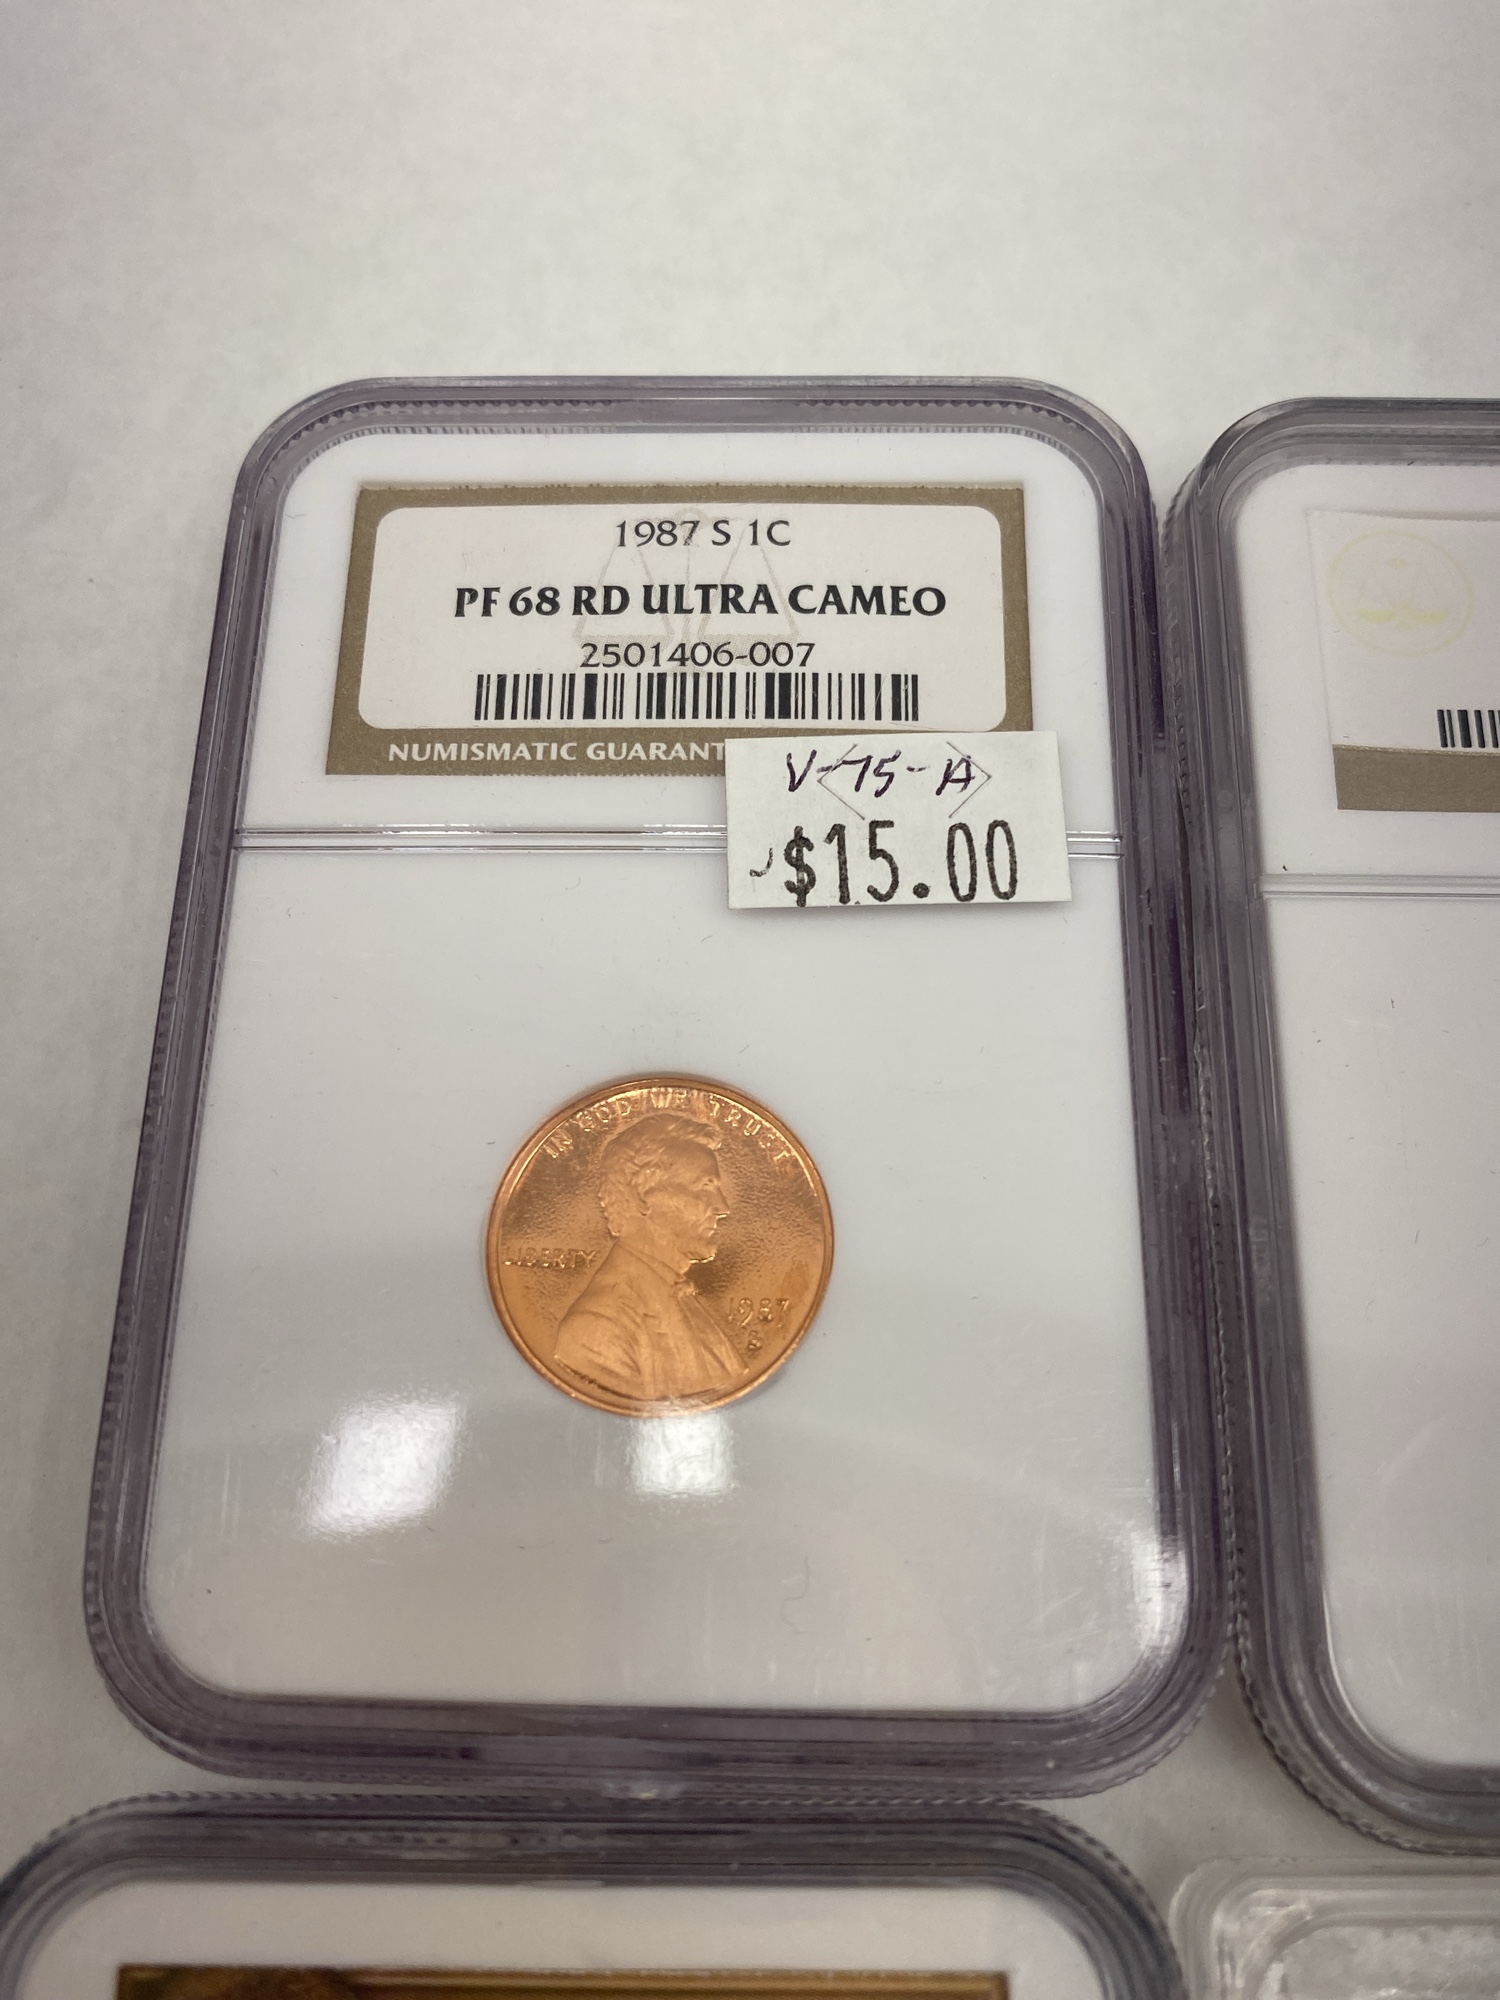 1987 S 1C
PF 68 RD ULTRA CAMEO
2501406-007
NUMISMATIC GUARANT
V-75-A
$15.00
IN GOD WE TRUST
LIBERTY
1987
S